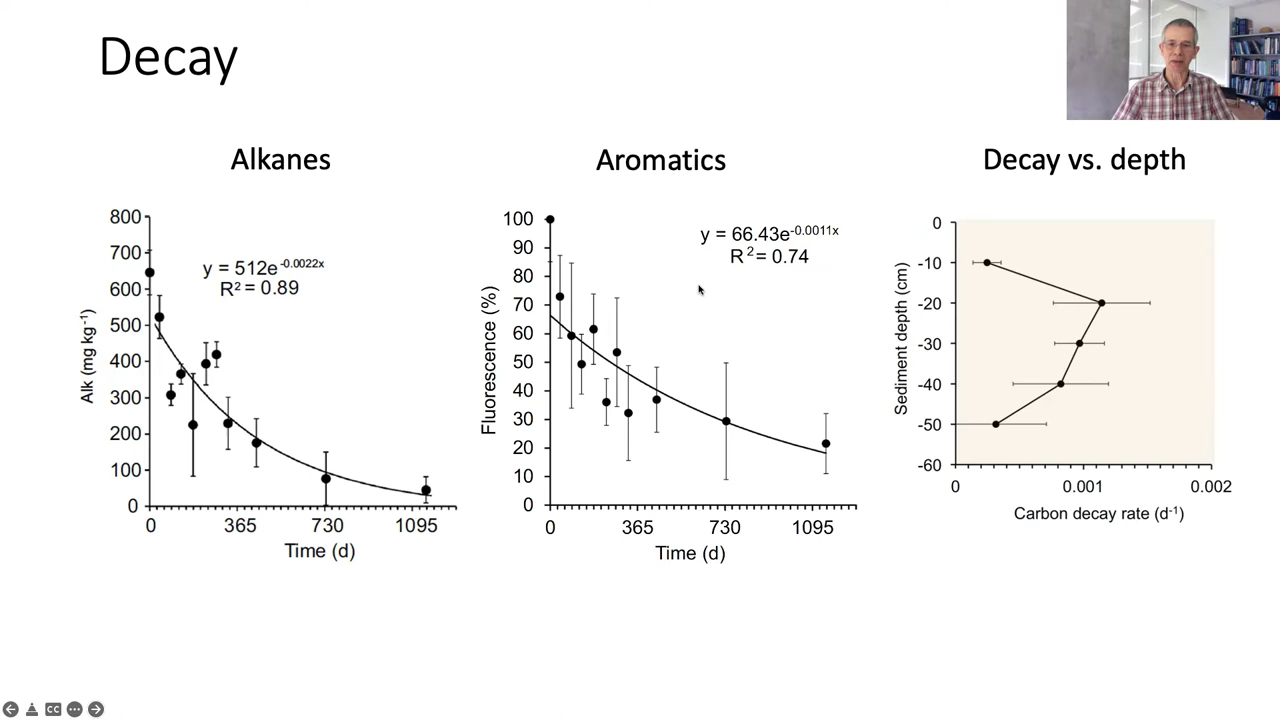 Decay
Alkanes
800
700
600
500
400
300
200
100
0
Alk (mg kg-1)
y = 512e-0.0022x
R2 = 0.89
0 365 730 1095
Time (d)
Aromatics
100
90
80
70
60
50
40
30
20
10
0
Fluorescence (%)
y = 66.43e-0.0011x
R2 = 0.74
0 365 730 1095
Time (d)
Decay vs. depth
0
-10
-20
-30
-40
-50
-60
Sediment depth (cm)
0 0.001 0.002
Carbon decay rate (d-1)
CC